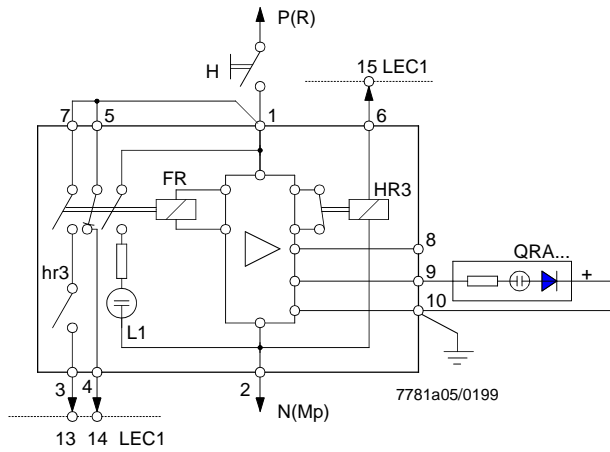 P(R)
H
15 LEC1
7 5 1 6
FR
HR3
8
QRA...
9
+
hr3
10
L1
3 4 2
7781a05/0199
N(Mp)
13 14 LEC1